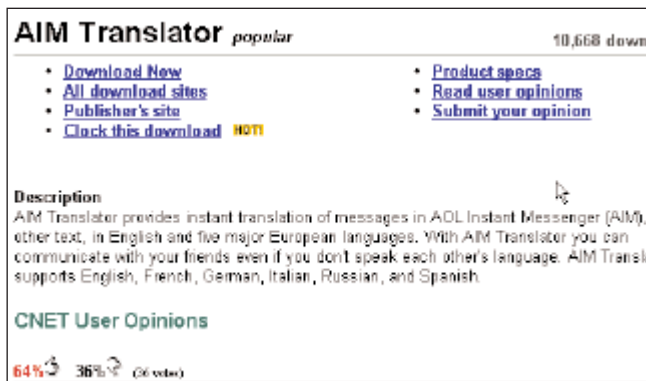 AIM Translator popular
10,668 down
• Download Now
• All download sites
• Publisher's site
• Clock this download HOT!
• Product specs
• Read user opinions
• Submit your opinion
Description
AIM Translator provides instant translation of messages in AOL Instant Messenger (AIM),
other text, in English and five major European languages. With AIM Translator you can
communicate with your friends even if you don't speak each other's language. AIM Transl
supports English, French, German, Italian, Russian, and Spanish.
CNET User Opinions
64% 36% (36 votes)